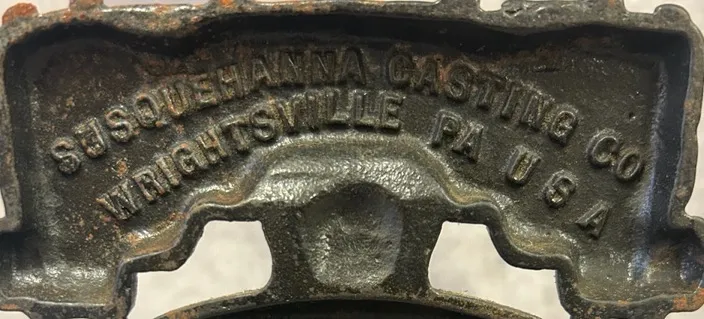 SUSQUEHANNA CASTING CO
WRIGHTSVILLE PA USA